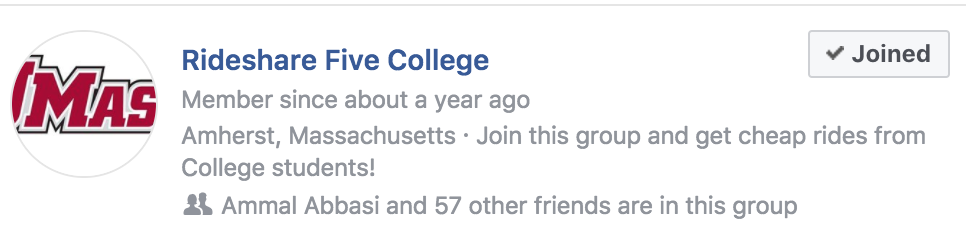 UMAS
Rideshare Five College
Joined
Member since about a year ago
Amherst, Massachusetts · Join this group and get cheap rides from
College students!
Ammal Abbasi and 57 other friends are in this group